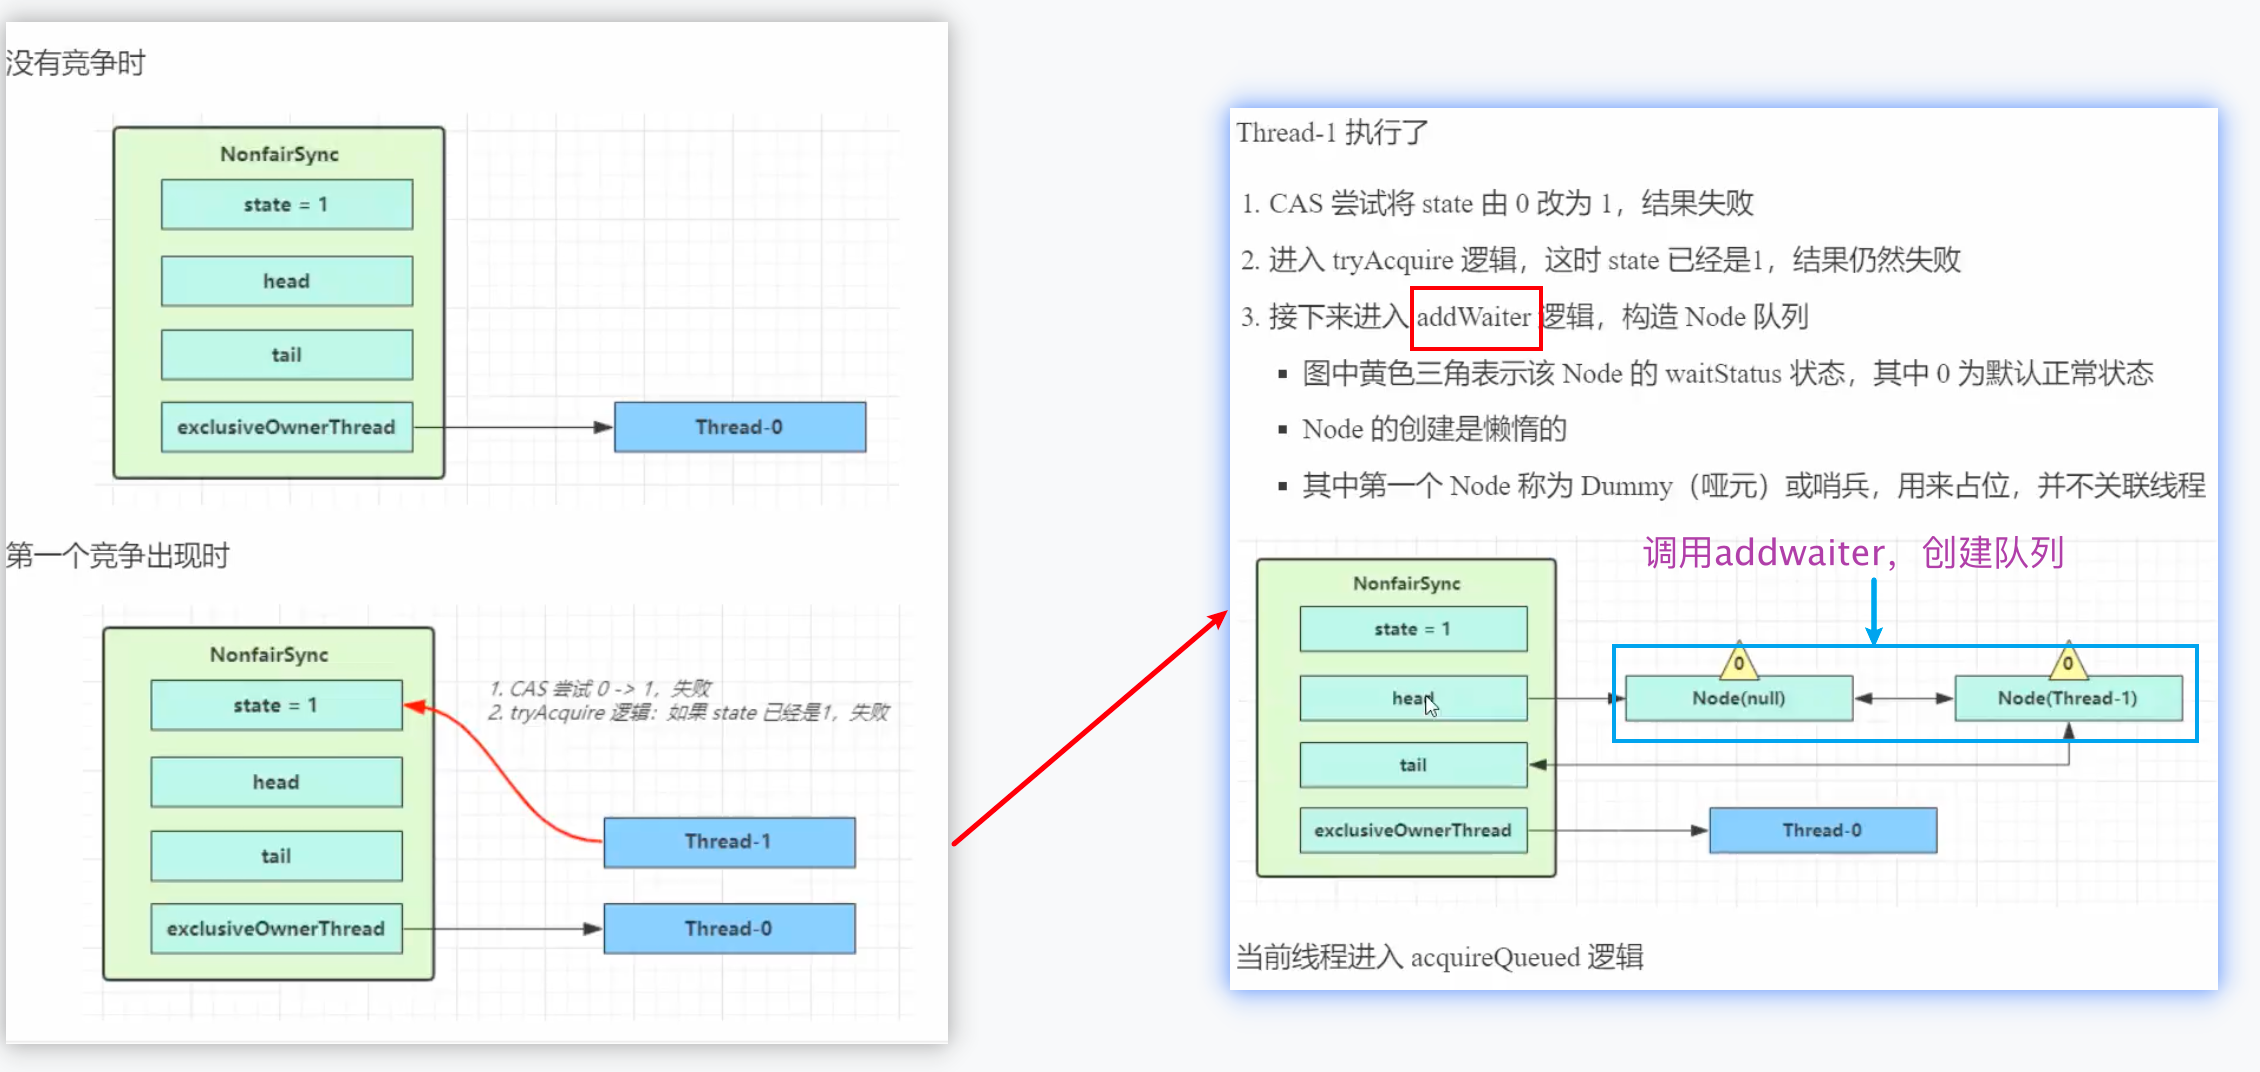 没有竞争时
NonfairSync
state = 1
head
tail
exclusiveOwnerThread
Thread-0
第一个竞争出现时
NonfairSync
state = 1
head
tail
exclusiveOwnerThread
1. CAS 尝试 0 -> 1，失败
2. tryAcquire 逻辑：如果 state 已经是1，失败
Thread-1
Thread-0
Thread-1 执行了
1. CAS 尝试将 state 由 0 改为 1，结果失败
2. 进入 tryAcquire 逻辑，这时 state 已经是1，结果仍然失败
3. 接下来进入 addWaiter 逻辑，构造 Node 队列
▪ 图中黄色三角表示该 Node 的 waitStatus 状态，其中 0 为默认正常状态
▪ Node 的创建是懒惰的
▪ 其中第一个 Node 称为 Dummy（哑元）或哨兵，用来占位，并不关联线程
调用addwaiter，创建队列
NonfairSync
state = 1
head
tail
exclusiveOwnerThread
0
Node(null)
0
Node(Thread-1)
Thread-0
当前线程进入 acquireQueued 逻辑